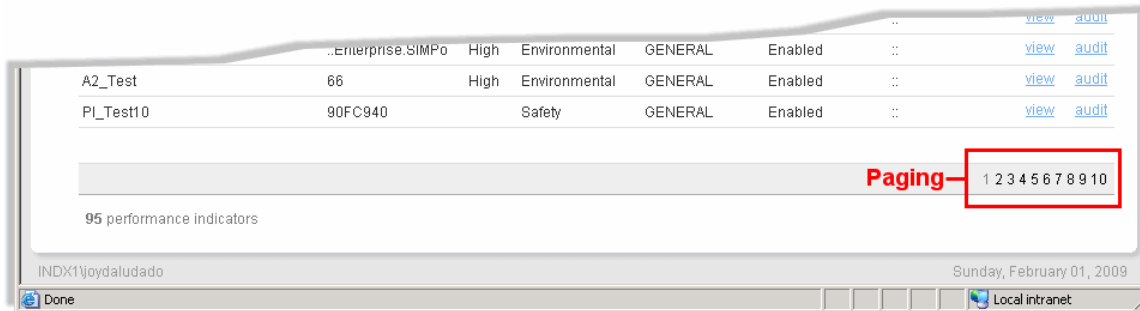 view audit
..Enterprise.SIMPo High Environmental GENERAL Enabled :: view audit
A2_Test 66 High Environmental GENERAL Enabled :: view audit
PI_Test10 90FC940 Safety GENERAL Enabled :: view audit
Paging 1 2 3 4 5 6 7 8 9 10
95 performance indicators
INDX1\joydaludado Sunday, February 01, 2009
Done Local intranet